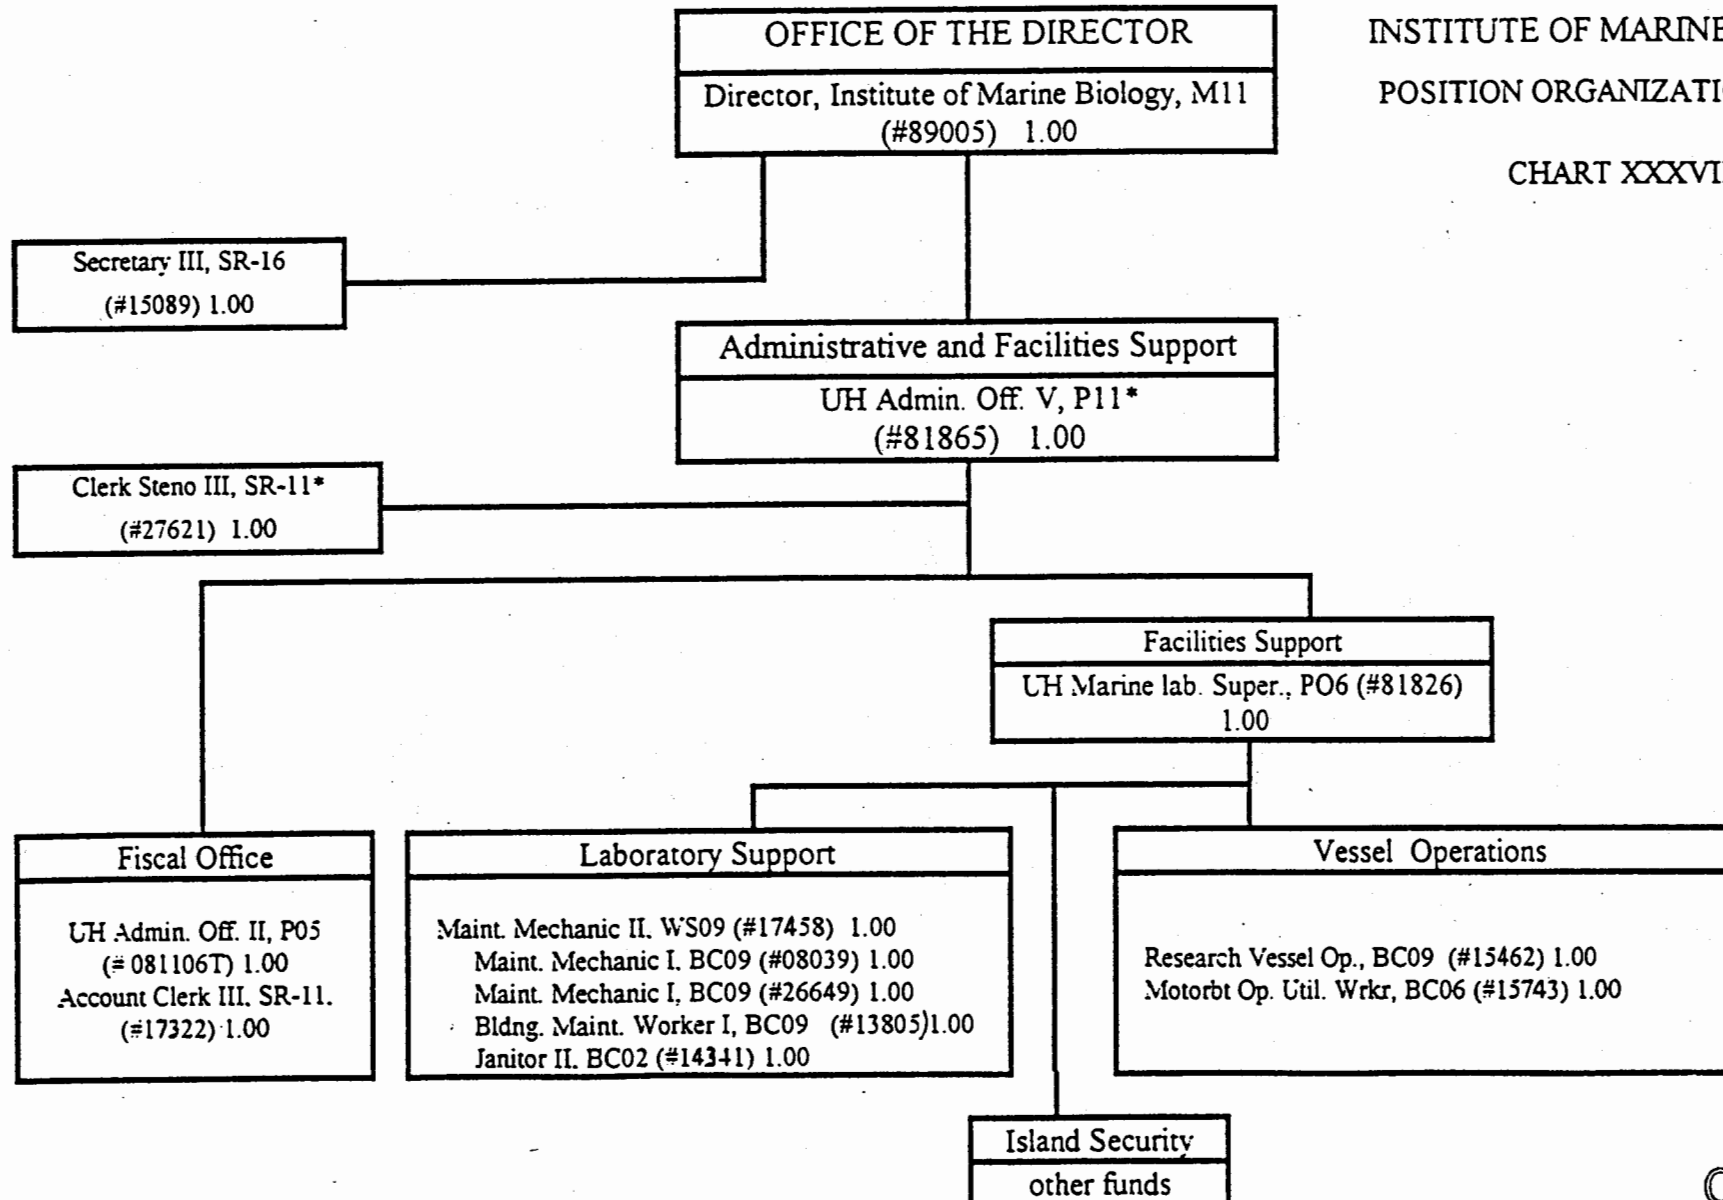 OFFICE OF THE DIRECTOR
Director, Institute of Marine Biology, M11
(#89005) 1.00
INSTITUTE OF MARINE
POSITION ORGANIZATI
CHART XXXVI
Secretary III, SR-16
(#15089) 1.00
Administrative and Facilities Support
UH Admin. Off. V, P11*
(#81865) 1.00
Clerk Steno III, SR-11*
(#27621) 1.00
Facilities Support
UH Marine lab. Super., PO6 (#81826)
1.00
Fiscal Office
UH Admin. Off. II, P05
(# 081106T) 1.00
Account Clerk III, SR-11.
(#17322) 1.00
Laboratory Support
Maint. Mechanic II, WS09 (#17458) 1.00
Maint. Mechanic I, BC09 (#08039) 1.00
Maint. Mechanic I, BC09 (#26649) 1.00
Bldng. Maint. Worker I, BC09 (#13805)1.00
Janitor II, BC02 (#14341) 1.00
Vessel Operations
Research Vessel Op., BC09 (#15462) 1.00
Motorbt Op. Util. Wrkr, BC06 (#15743) 1.00
Island Security
other funds